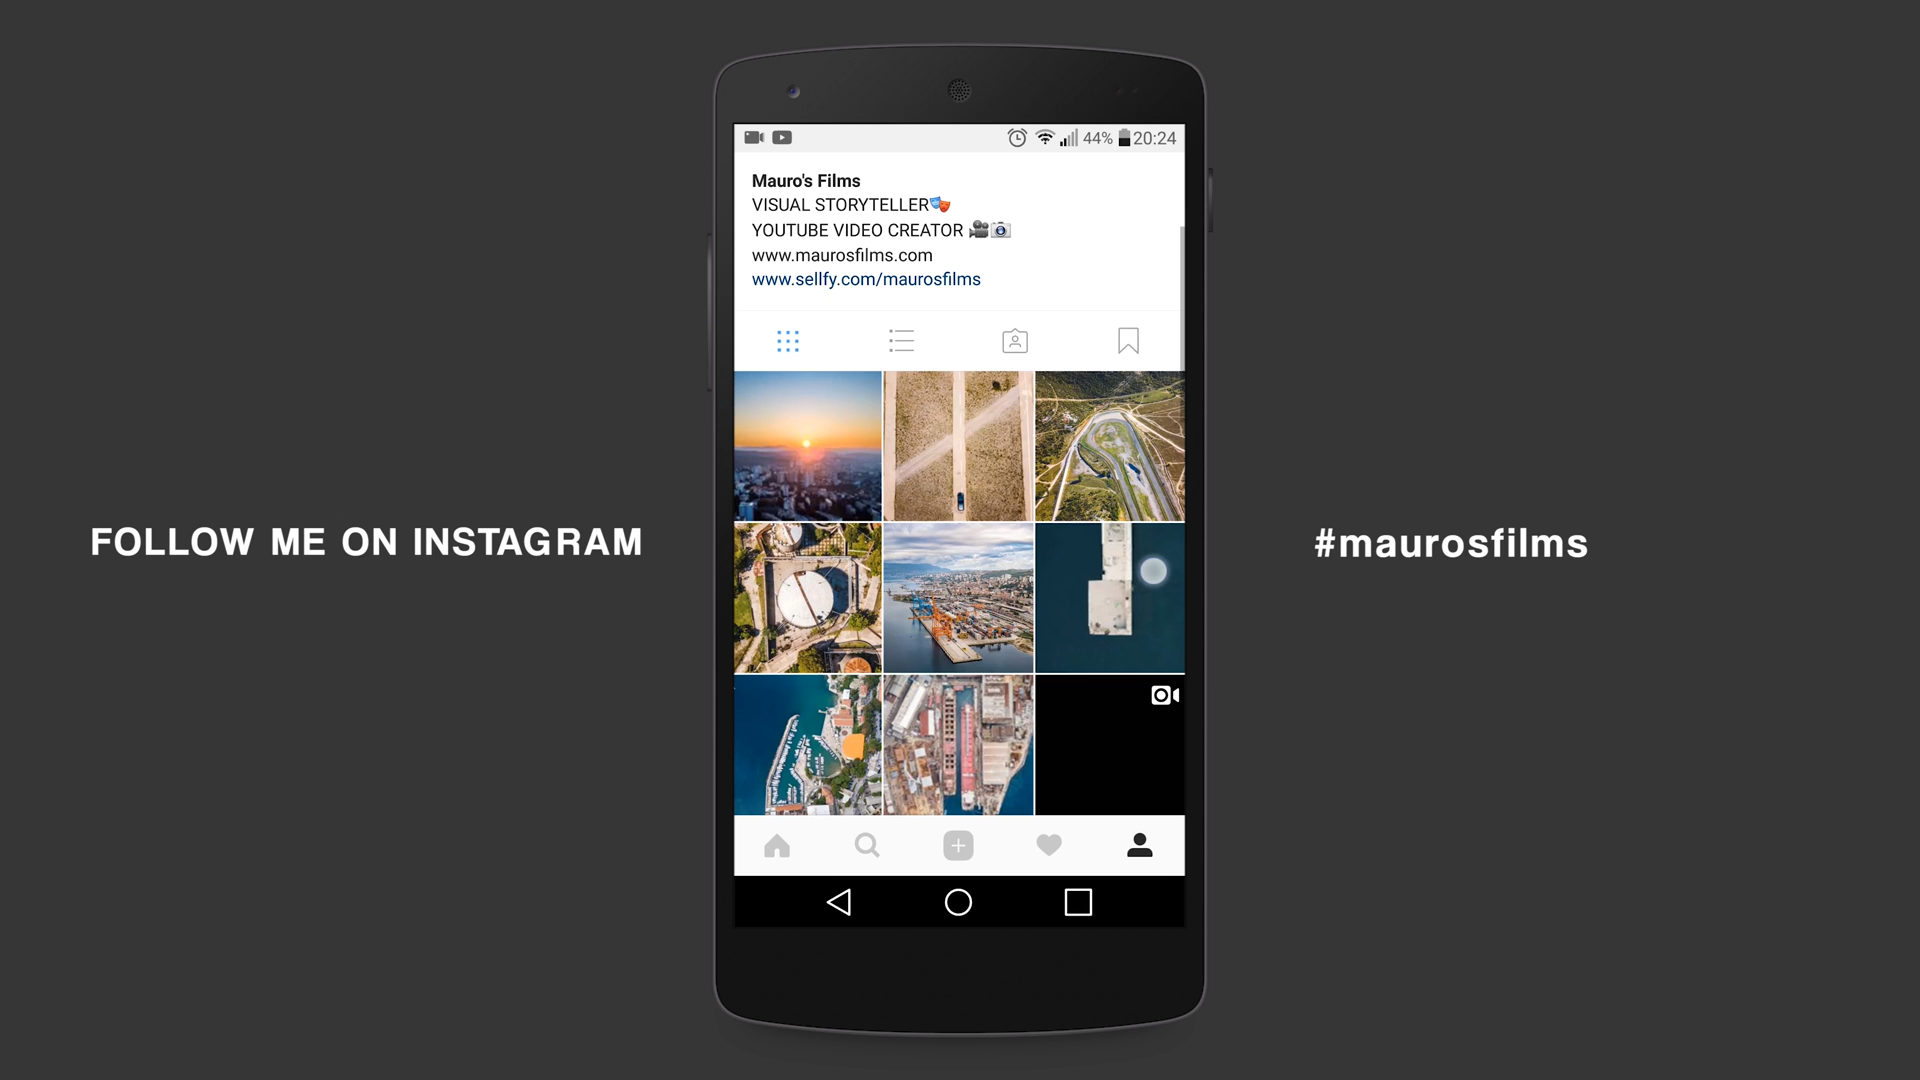 44% 20:24
Mauro's Films
VISUAL STORYTELLER🎭
YOUTUBE VIDEO CREATOR 🎥📷
www.maurosfilms.com
www.sellfy.com/maurosfilms
FOLLOW ME ON INSTAGRAM
#maurosfilms